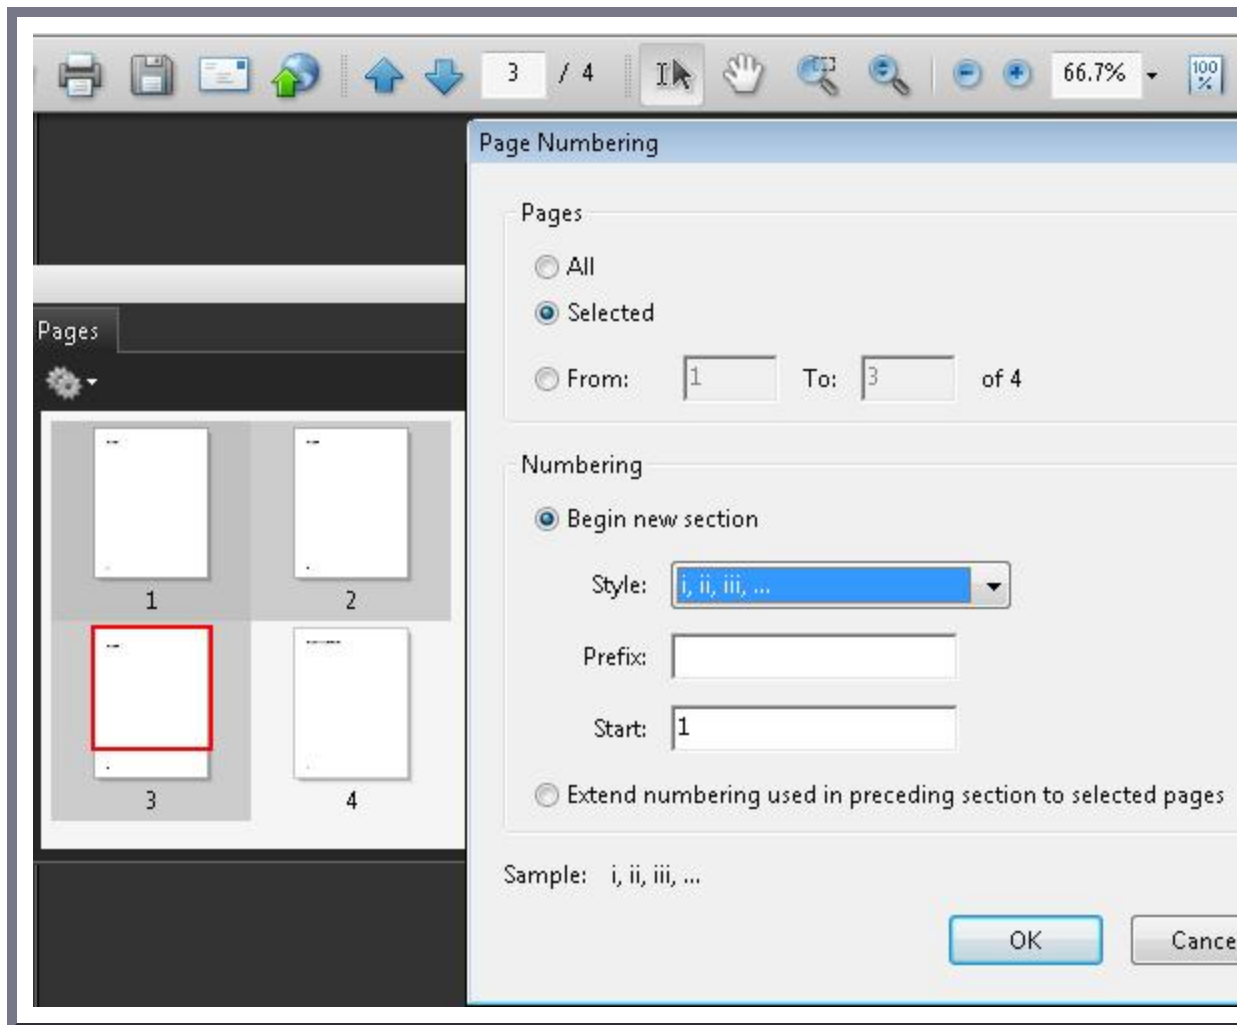 3 / 4 66.7% 100 %
Page Numbering
Pages
All
Selected
From: 1 To: 3 of 4
Pages
1 2
3 4
Numbering
Begin new section
Style: i, ii, iii, ...
Prefix:
Start: 1
Extend numbering used in preceding section to selected pages
Sample: i, ii, iii, ...
OK Cance